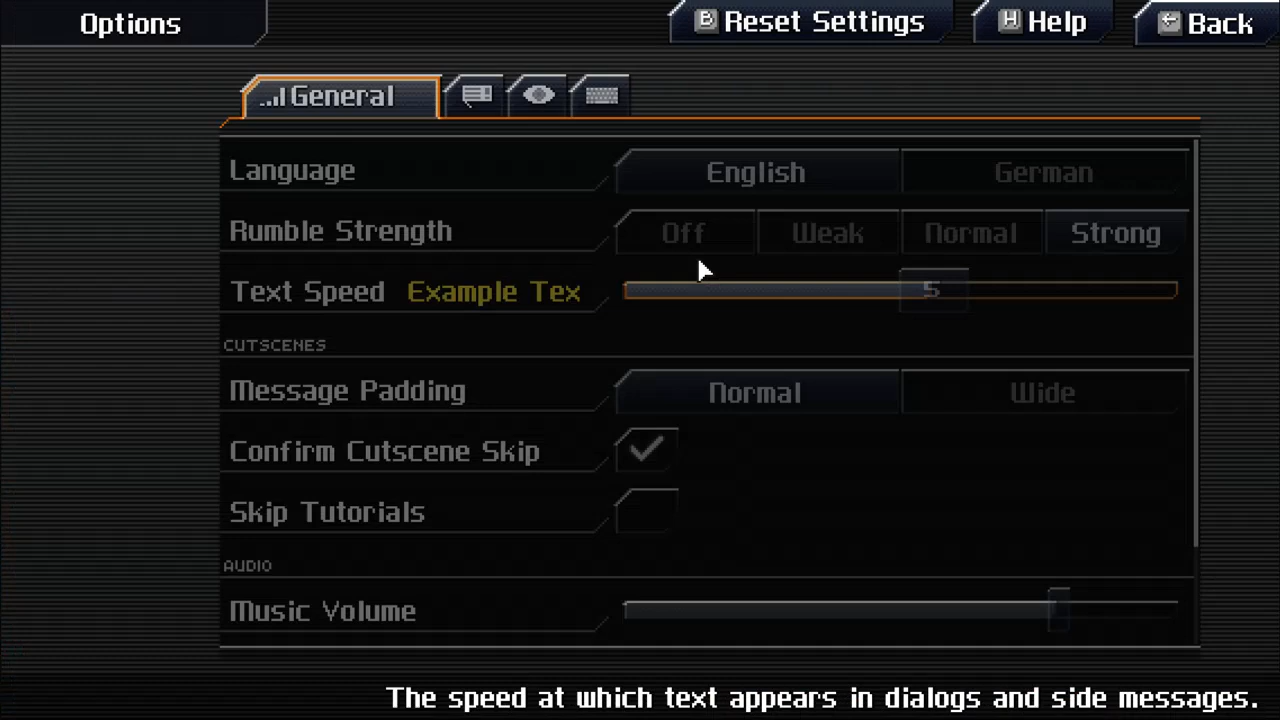 Options
B Reset Settings
H Help
Back
General
Language
English
German
Rumble Strength
Off
Weak
Normal
Strong
Text Speed
Example Tex
5
CUTSCENES
Message Padding
Normal
Wide
Confirm Cutscene Skip
Skip Tutorials
AUDIO
Music Volume
The speed at which text appears in dialogs and side messages.